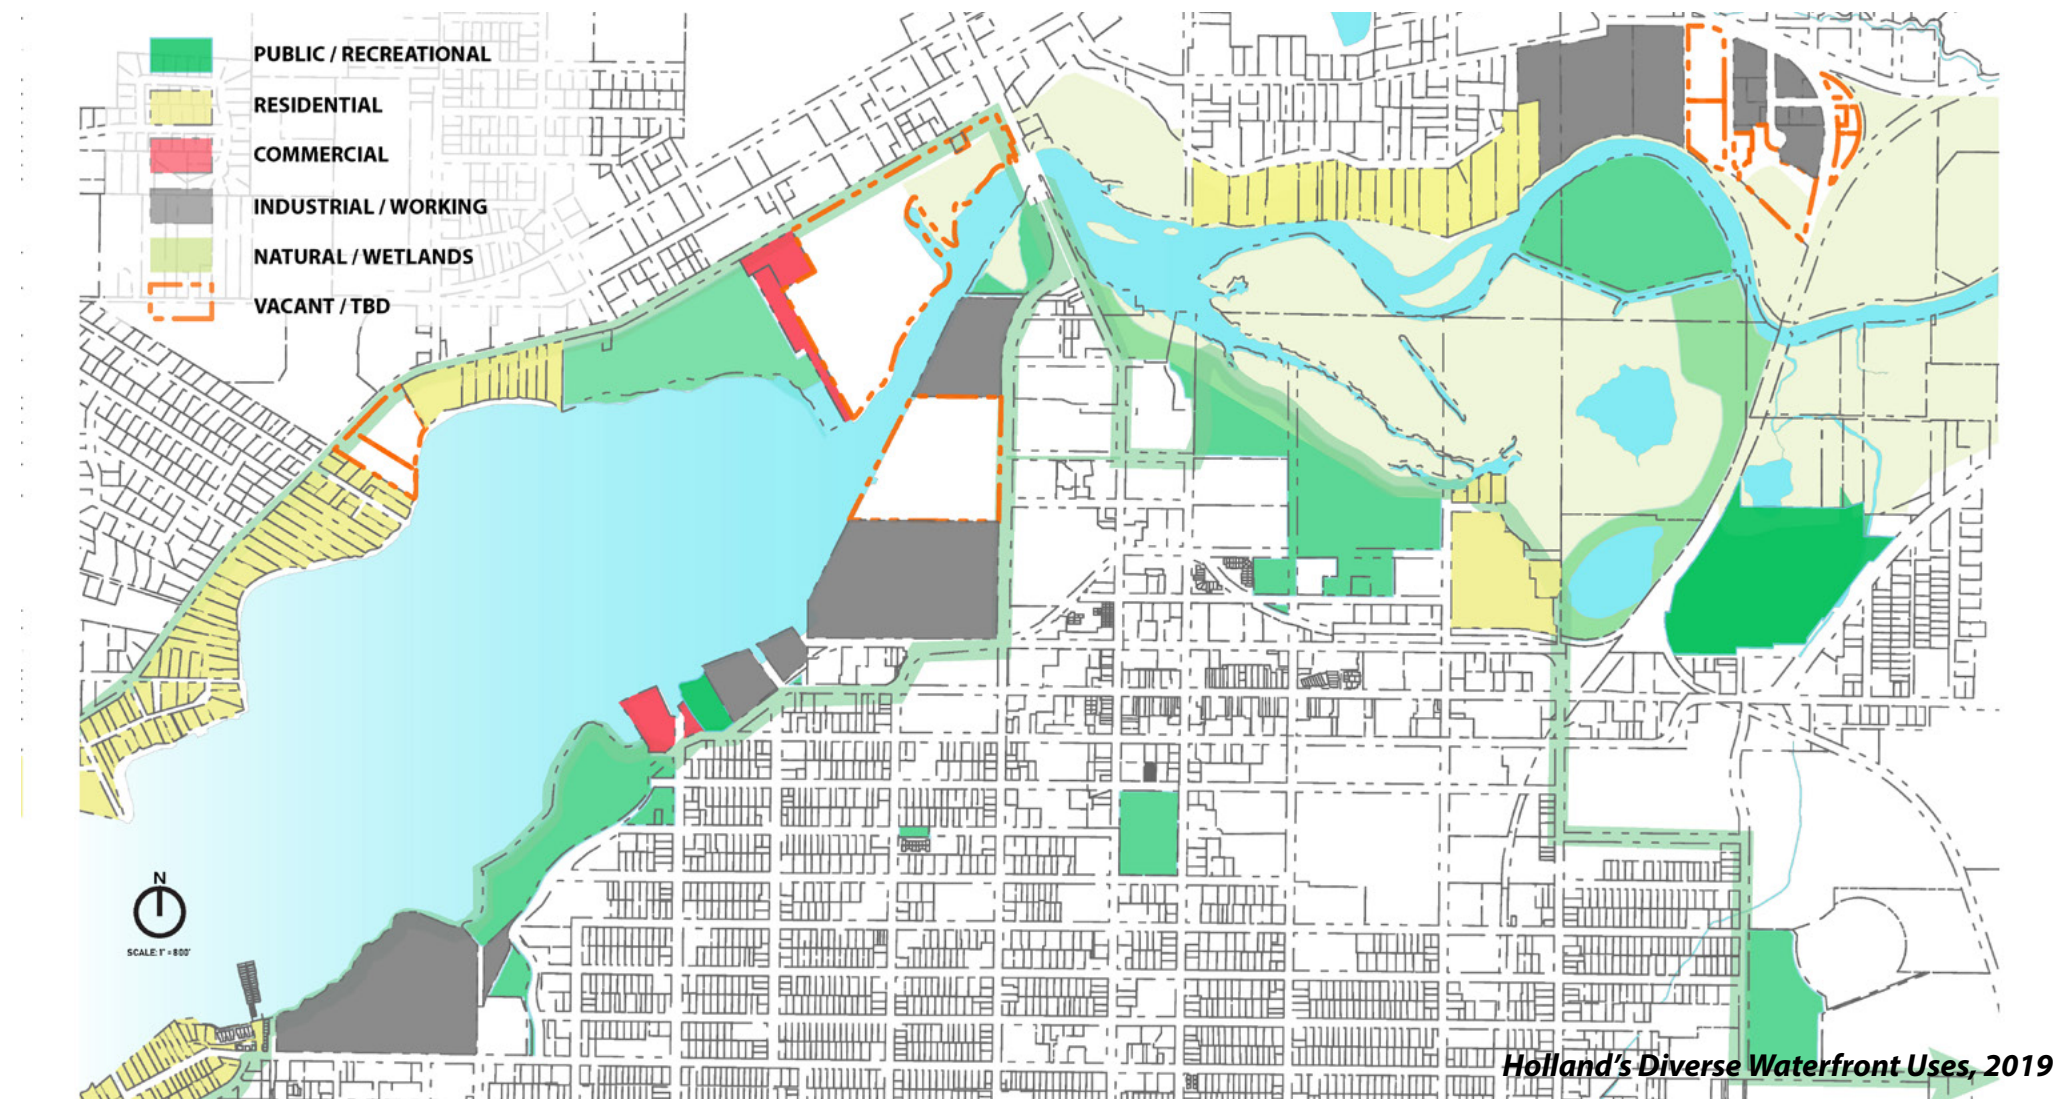 PUBLIC / RECREATIONAL
RESIDENTIAL
COMMERCIAL
INDUSTRIAL / WORKING
NATURAL / WETLANDS
VACANT / TBD
N
SCALE: 1" = 800'
Holland's Diverse Waterfront Uses, 2019